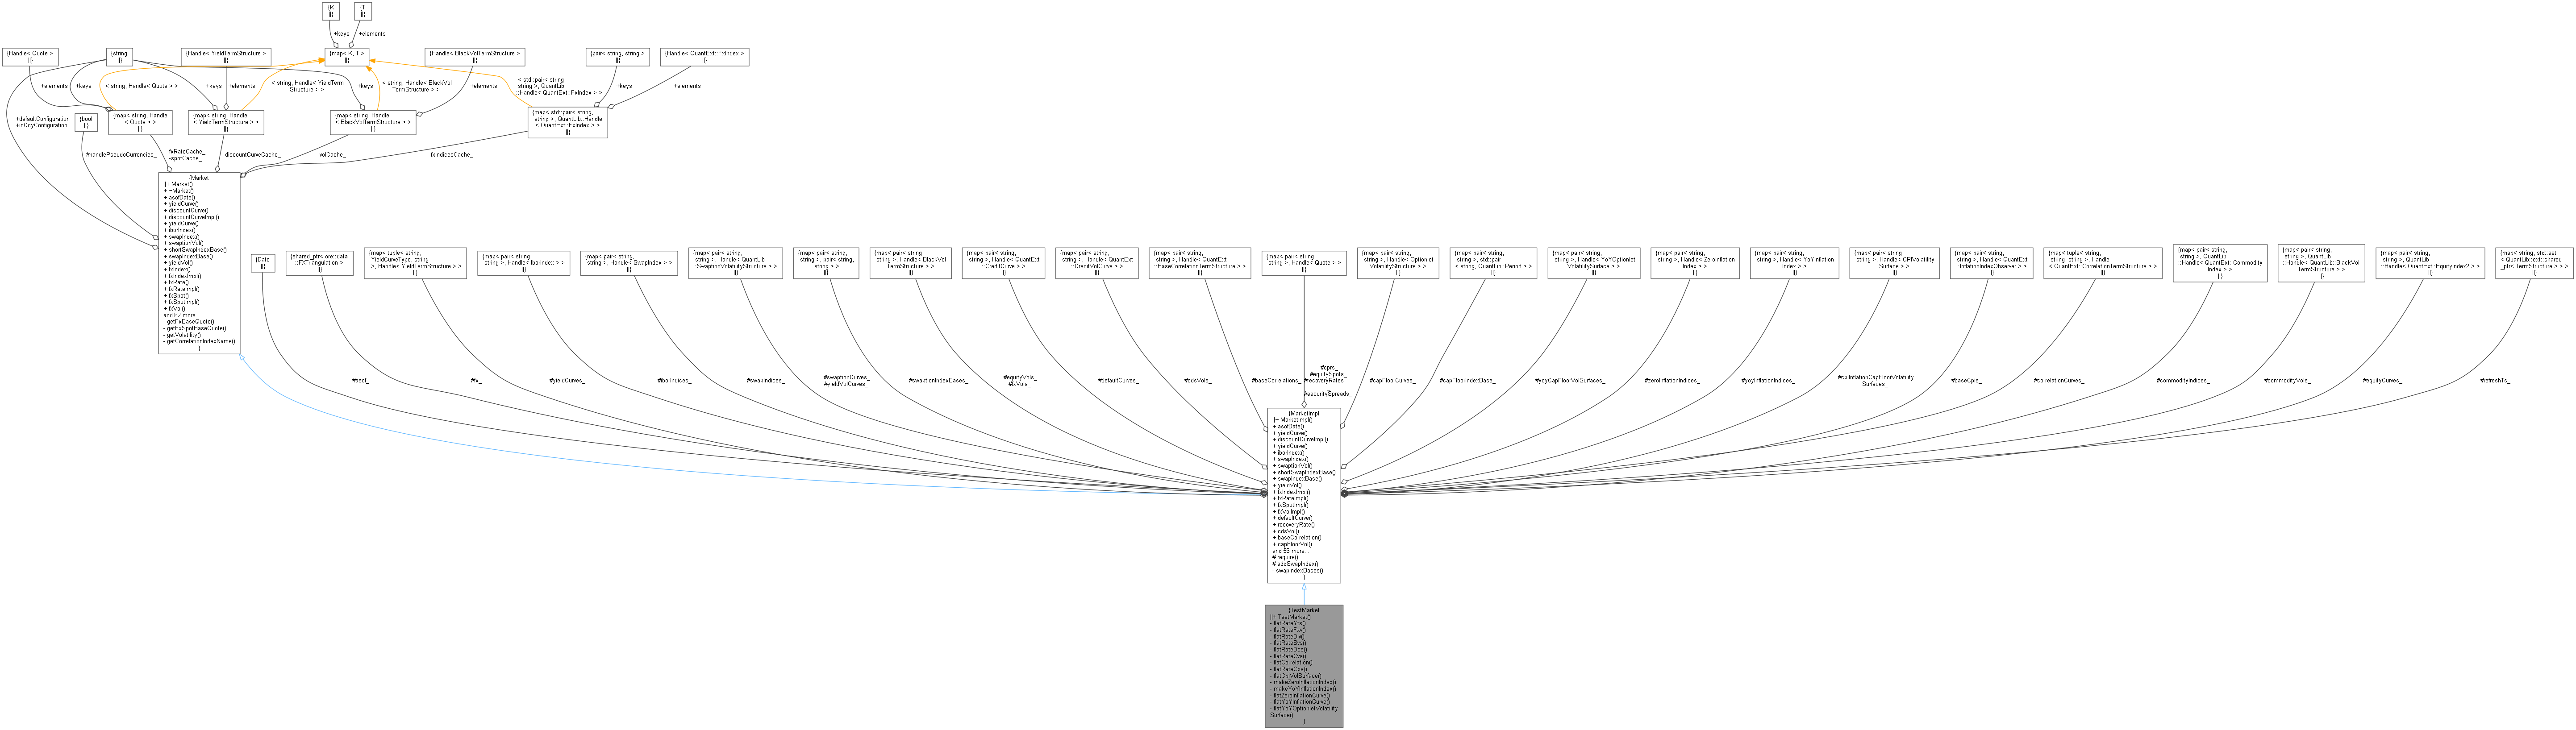 {K
||}
{T
||}
+keys
+elements
{Handle< Quote >
||}
{string
||}
{Handle< YieldTermStructure >
||}
{map< K, T >
||}
{Handle< BlackVolTermStructure >
||}
{pair< string, string >
||}
{Handle< QuantExt::FxIndex >
||}
+elements
+keys
< string, Handle< Quote > >
+keys
+elements
< string, Handle< YieldTerm
Structure > >
+keys
< string, Handle< BlackVol
TermStructure > >
+elements
< std::pair< string,
string >, QuantLib
::Handle< QuantExt::FxIndex > >
+keys
+elements
+defaultConfiguration
+inCcyConfiguration
{bool
||}
{map< string, Handle
< Quote > >
||}
{map< string, Handle
< YieldTermStructure > >
||}
{map< string, Handle
< BlackVolTermStructure > >
||}
{map< std::pair< string,
string >, QuantLib::Handle
< QuantExt::FxIndex > >
||}
#handlePseudoCurrencies_
-fxRateCache_
-spotCache_
-discountCurveCache_
-volCache_
-fxIndicesCache_
{Market
||+ Market()
+ ~Market()
+ asofDate()
+ yieldCurve()
+ discountCurve()
+ discountCurveImpl()
+ yieldCurve()
+ iborIndex()
+ swapIndex()
+ swaptionVol()
+ shortSwapIndexBase()
+ swapIndexBase()
+ yieldVol()
+ fxIndex()
+ fxIndexImpl()
+ fxRate()
+ fxRateImpl()
+ fxSpot()
+ fxSpotImpl()
+ fxVol()
and 62 more...
- getFxBaseQuote()
- getFxSpotBaseQuote()
- getVolatility()
- getCorrelationIndexName()
}
{Date
||}
{shared_ptr< ore::data
::FXTriangulation >
||}
{map< tuple< string,
YieldCurveType, string
>, Handle< YieldTermStructure > >
||}
{map< pair< string,
string >, Handle< IborIndex > >
||}
{map< pair< string,
string >, Handle< SwapIndex > >
||}
{map< pair< string,
string >, Handle< QuantLib
::SwaptionVolatilityStructure > >
||}
{map< pair< string,
string >, pair< string,
string > >
||}
{map< pair< string,
string >, Handle< BlackVol
TermStructure > >
||}
{map< pair< string,
string >, Handle< QuantExt
::CreditCurve > >
||}
{map< pair< string,
string >, Handle< QuantExt
::CreditVolCurve > >
||}
{map< pair< string,
string >, Handle< QuantExt
::BaseCorrelationTermStructure > >
||}
{map< pair< string,
string >, Handle< Quote > >
||}
{map< pair< string,
string >, Handle< Optionlet
VolatilityStructure > >
||}
{map< pair< string,
string >, std::pair
< string, QuantLib::Period > >
||}
{map< pair< string,
string >, Handle< YoYOptionlet
VolatilitySurface > >
||}
{map< pair< string,
string >, Handle< ZeroInflation
Index > >
||}
{map< pair< string,
string >, Handle< YoYInflation
Index > >
||}
{map< pair< string,
string >, Handle< CPIVolatility
Surface > >
||}
{map< pair< string,
string >, Handle< QuantExt
::InflationIndexObserver > >
||}
{map< tuple< string,
string, string >, Handle
< QuantExt::CorrelationTermStructure > >
||}
{map< pair< string,
string >, QuantLib
::Handle< QuantExt::Commodity
Index > >
||}
{map< pair< string,
string >, QuantLib
::Handle< QuantLib::BlackVol
TermStructure > >
||}
{map< pair< string,
string >, QuantLib
::Handle< QuantExt::EquityIndex2 > >
||}
{map< string, std::set
< QuantLib::ext::shared
_ptr< TermStructure > > >
||}
#asof_
#fx_
#yieldCurves_
#iborIndices_
#swapIndices_
#swaptionCurves_
#yieldVolCurves_
#swaptionIndexBases_
#equityVols_
#fxVols_
#defaultCurves_
#cdsVols_
#baseCorrelations_
#cprs_
#equitySpots_
#recoveryRates
_
#securitySpreads_
#capFloorCurves_
#capFloorIndexBase_
#yoyCapFloorVolSurfaces_
#zeroInflationIndices_
#yoyInflationIndices_
#cpiInflationCapFloorVolatility
Surfaces_
#baseCpis_
#correlationCurves_
#commodityIndices_
#commodityVols_
#equityCurves_
#refreshTs_
{MarketImpl
||+ MarketImpl()
+ asofDate()
+ yieldCurve()
+ discountCurveImpl()
+ yieldCurve()
+ iborIndex()
+ swapIndex()
+ swaptionVol()
+ shortSwapIndexBase()
+ swapIndexBase()
+ yieldVol()
+ fxIndexImpl()
+ fxRateImpl()
+ fxSpotImpl()
+ fxVolImpl()
+ defaultCurve()
+ recoveryRate()
+ cdsVol()
+ baseCorrelation()
+ capFloorVol()
and 56 more...
# require()
# addSwapIndex()
- swapIndexBases()
}
{TestMarket
||+ TestMarket()
- flatRateYts()
- flatRateFxv()
- flatRateDiv()
- flatRateSvs()
- flatRateDcs()
- flatRateCvs()
- flatCorrelation()
- flatRateCps()
- flatCpiVolSurface()
- makeZeroInflationIndex()
- makeYoYInflationIndex()
- flatZeroInflationCurve()
- flatYoYInflationCurve()
- flatYoYOptionletVolatility
Surface()
}